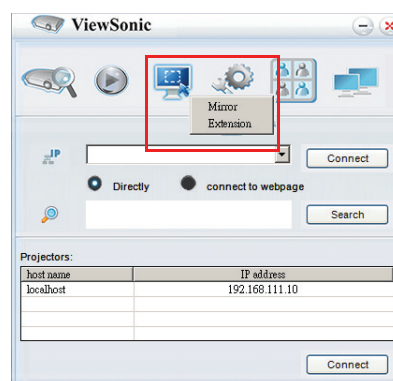 ViewSonic
Mirror
Extension
IP
Connect
Directly connect to webpage
Search
Projectors:
host name IP address
localhost 192.168.111.10
Connect